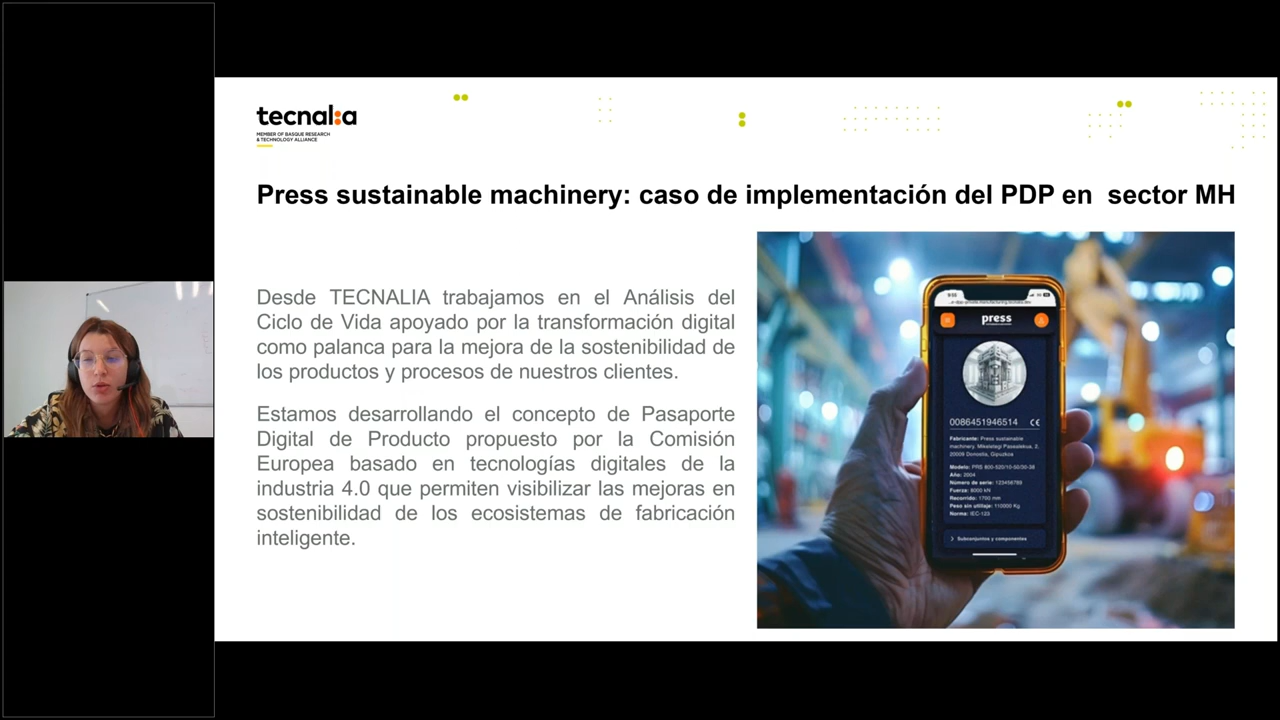 tecnal:a
MEMBER OF BASQUE RESEARCH
& TECHNOLOGY ALLIANCE
Press sustainable machinery: caso de implementación del PDP en sector MH
Desde TECNALIA trabajamos en el Análisis del
Ciclo de Vida apoyado por la transformación digital
como palanca para la mejora de la sostenibilidad de
los productos y procesos de nuestros clientes.
Estamos desarrollando el concepto de Pasaporte
Digital de Producto propuesto por la Comisión
Europea basado en tecnologías digitales de la
industria 4.0 que permiten visibilizar las mejoras en
sostenibilidad de los ecosistemas de fabricación
inteligente.
press
0086451946514 CE
Fabricante: Press sustainable
machinery. Mikeletegi Pasealekua, 2.
20009 Donostia, Gipuzkoa
Modelo: PRS 800-520/10-50/30-38
Año: 2004
Número de serie: 123456789
Fuerza: 8000 kN
Recorrido: 1700 mm
Peso sin utillaje: 110000 Kg
Norma: IEC-123
Subconjuntos y componentes